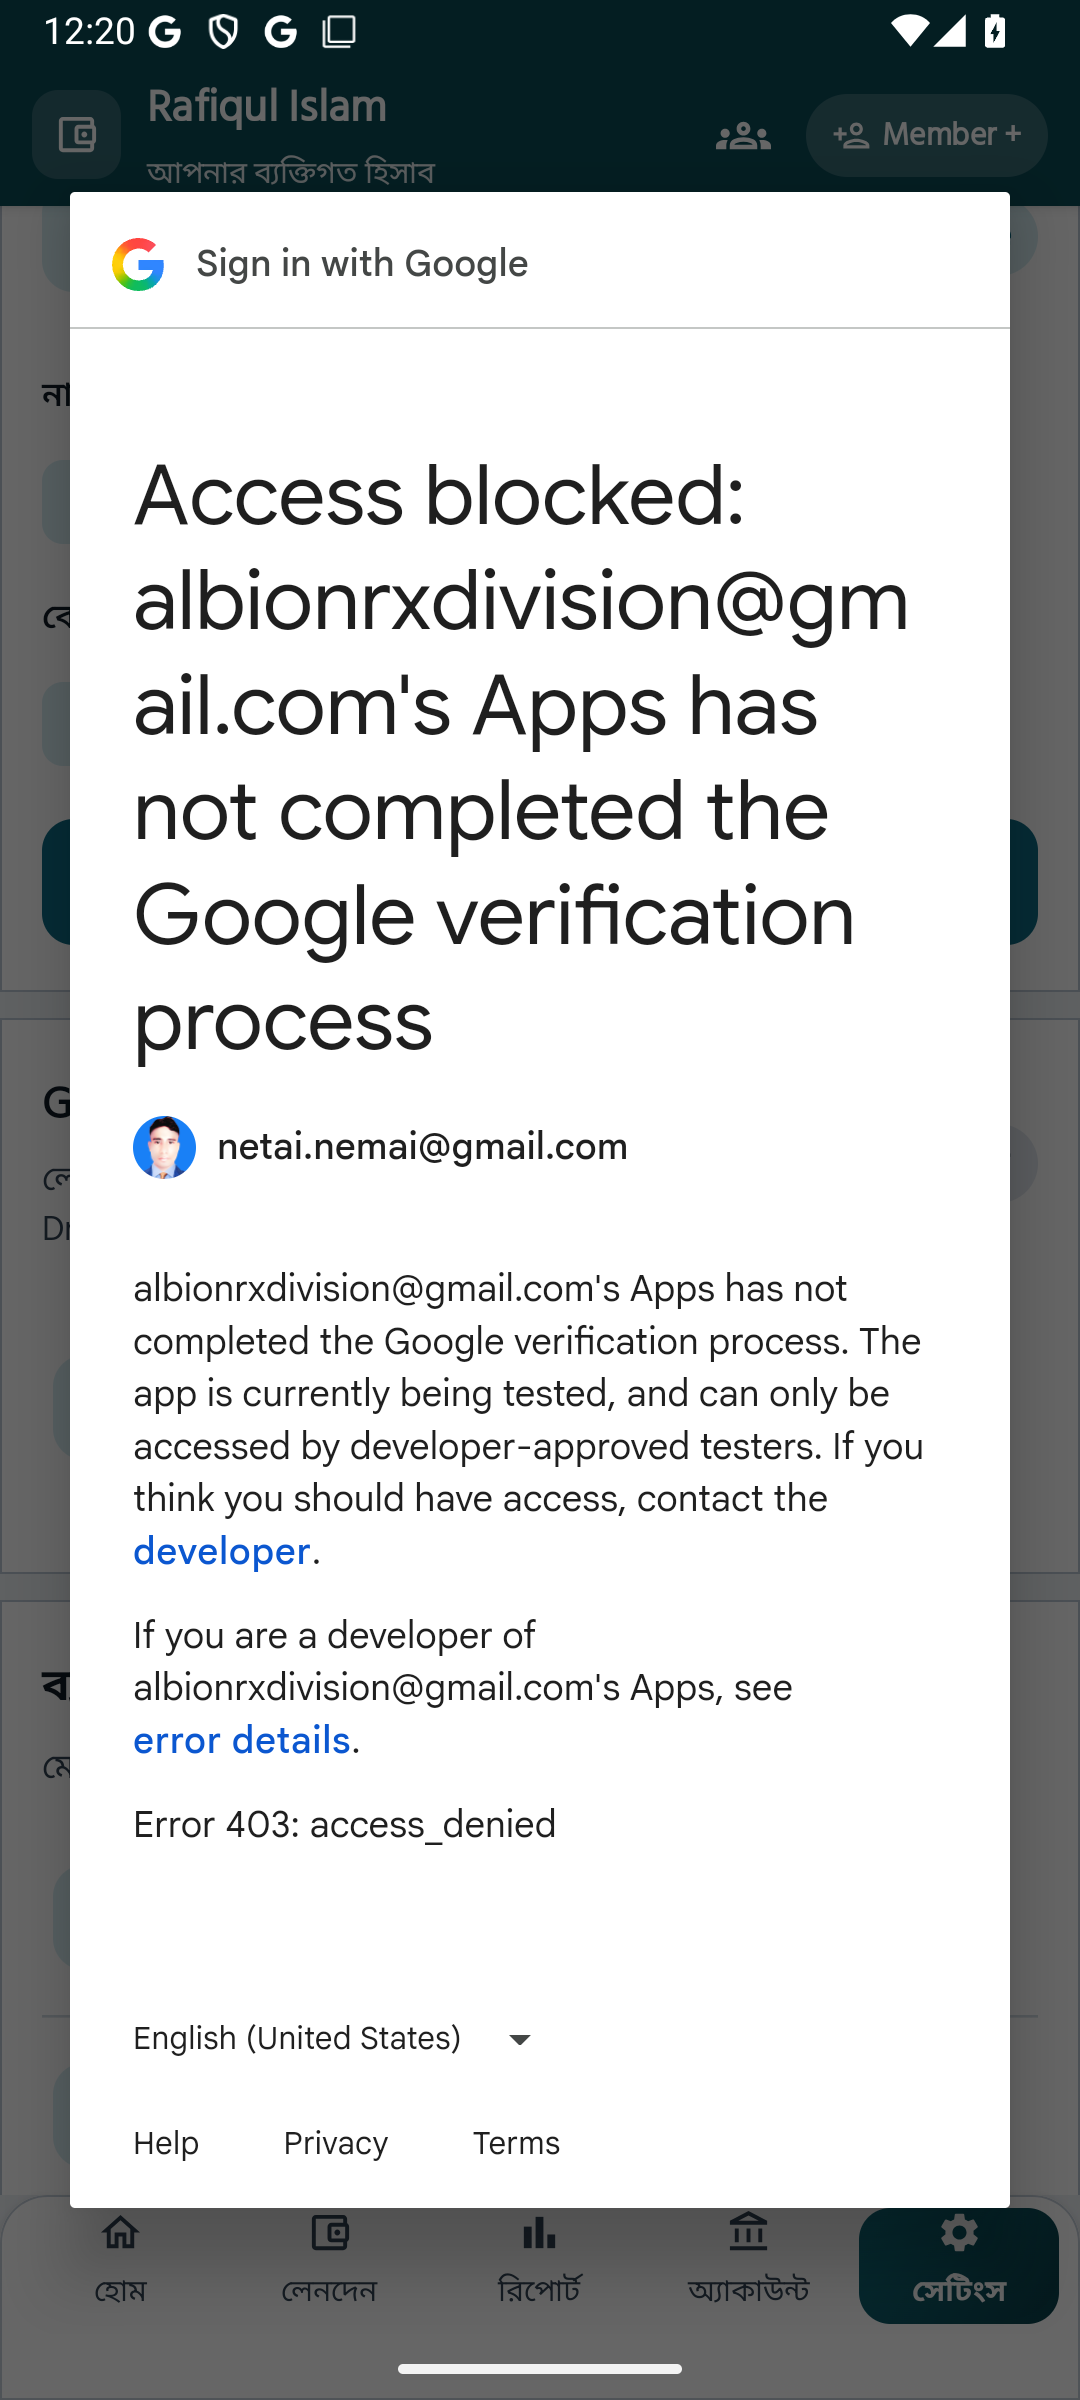 12:20
Rafiqul Islam
আপনার ব্যক্তিগত হিসাব
Member +
Sign in with Google
Access blocked:
albionrxdivision@gm
ail.com's Apps has
not completed the
Google verification
process
netai.nemai@gmail.com
albionrxdivision@gmail.com's Apps has not
completed the Google verification process. The
app is currently being tested, and can only be
accessed by developer-approved testers. If you
think you should have access, contact the
developer.
If you are a developer of
albionrxdivision@gmail.com's Apps, see
error details.
Error 403: access_denied
English (United States)
Help Privacy Terms
হোম লেনদেন রিপোর্ট অ্যাকাউন্ট সেটিংস